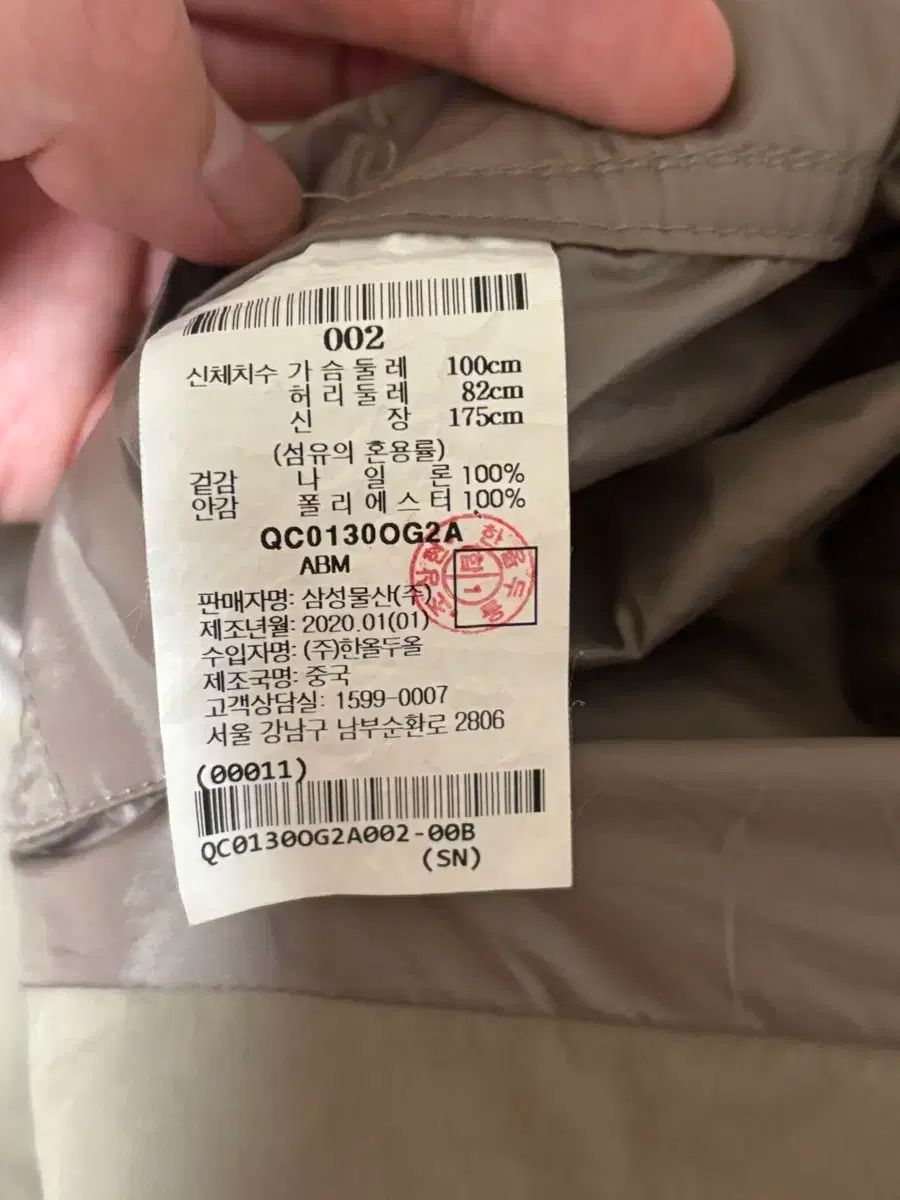 002
신체치수 가슴둘레 100cm
허리둘레 82cm
신장 175cm
(섬유의 혼용률)
겉감 나일론 100%
안감 폴리에스터 100%
QC0130OG2A
ABM
판매자명: 삼성물산(주)
제조년월: 2020.01(01)
수입자명: (주)한올두올
제조국명: 중국
고객상담실: 1599-0007
서울 강남구 남부순환로 2806
(00011)
QC0130OG2A002-00B
(SN)
한올두올